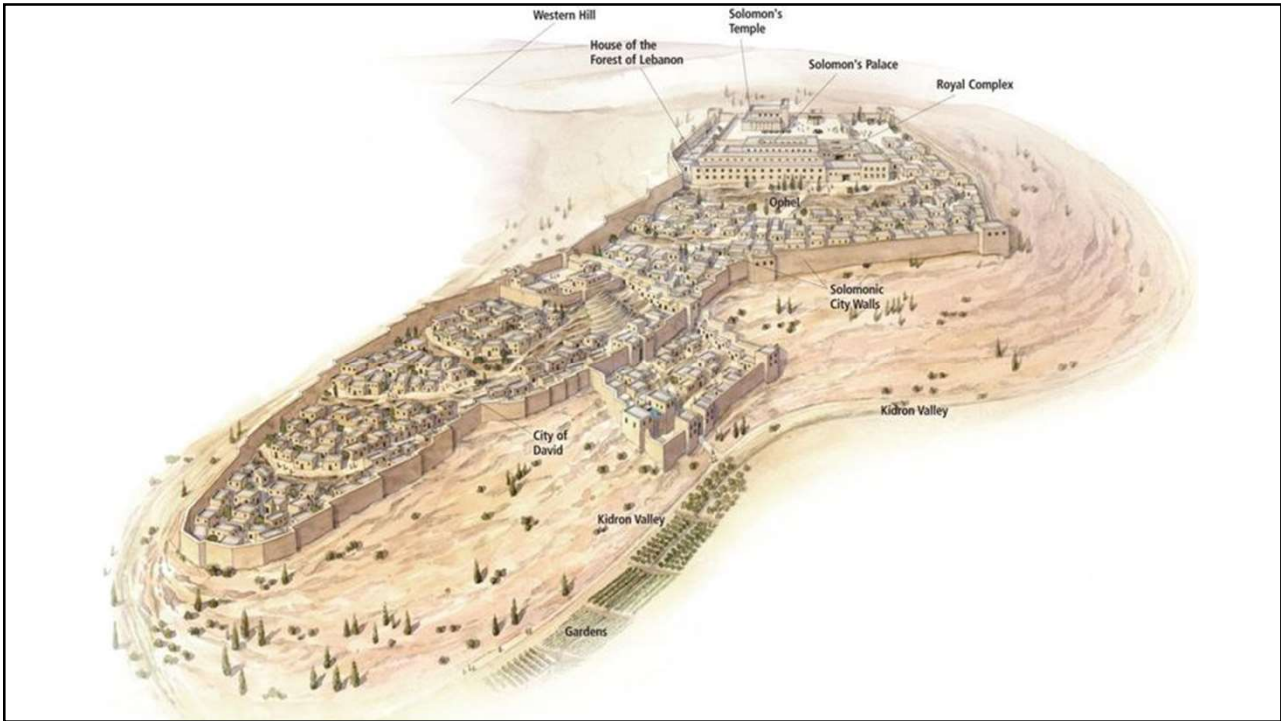 Western Hill
Solomon's
Temple
House of the
Forest of Lebanon
Solomon's Palace
Royal Complex
Ophel
Solomonic
City Walls
Kidron Valley
City of
David
Kidron Valley
Gardens